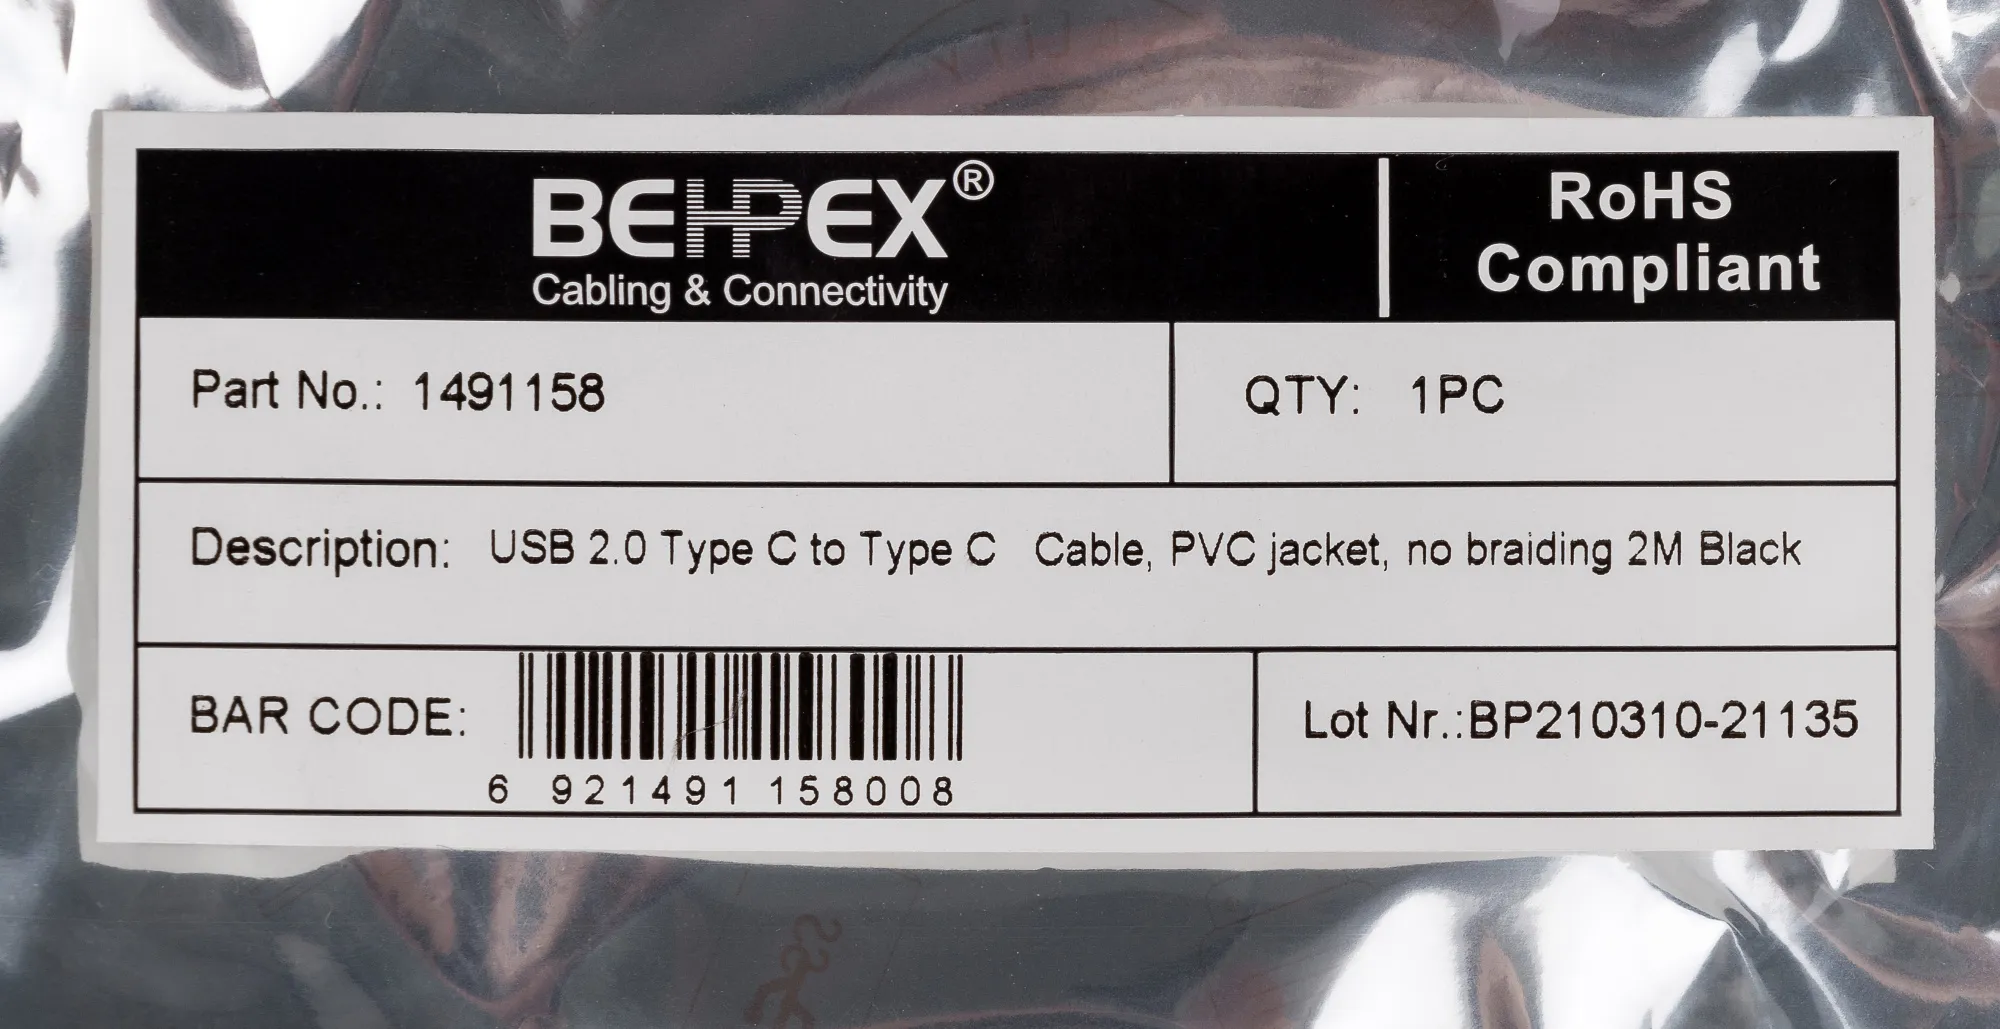 BEHPEX®
Cabling & Connectivity
RoHS
Compliant
Part No.: 1491158
QTY: 1PC
Description: USB 2.0 Type C to Type C Cable, PVC jacket, no braiding 2M Black
BAR CODE:
6 921491 158008
Lot Nr.:BP210310-21135